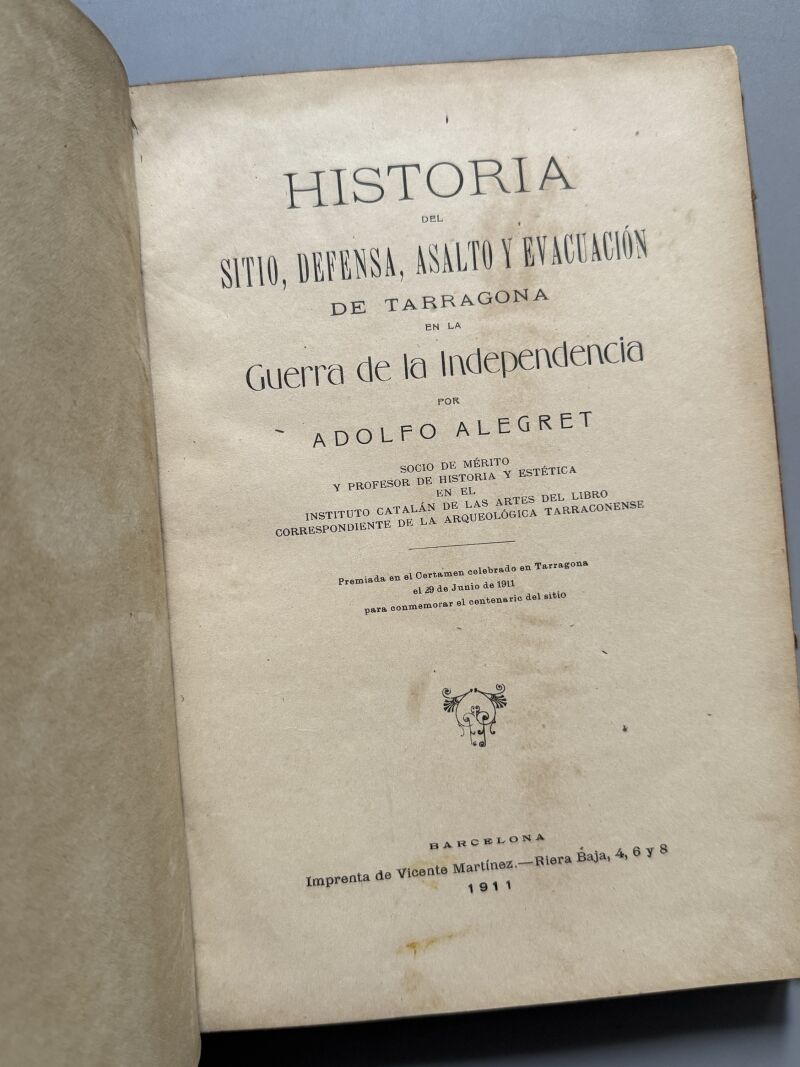 HISTORIA
DEL
SITIO, DEFENSA, ASALTO Y EVACUACIÓN
DE TARRAGONA
EN LA
Guerra de la Independencia
POR
ADOLFO ALEGRET
SOCIO DE MÉRITO
Y PROFESOR DE HISTORIA Y ESTÉTICA
EN EL
INSTITUTO CATALÁN DE LAS ARTES DEL LIBRO
CORRESPONDIENTE DE LA ARQUEOLÓGICA TARRACONENSE
Premiada en el Certamen celebrado en Tarragona
el 29 de Junio de 1911
para conmemorar el centenario del sitio
BARCELONA
Imprenta de Vicente Martínez.—Riera Baja, 4, 6 y 8
1911